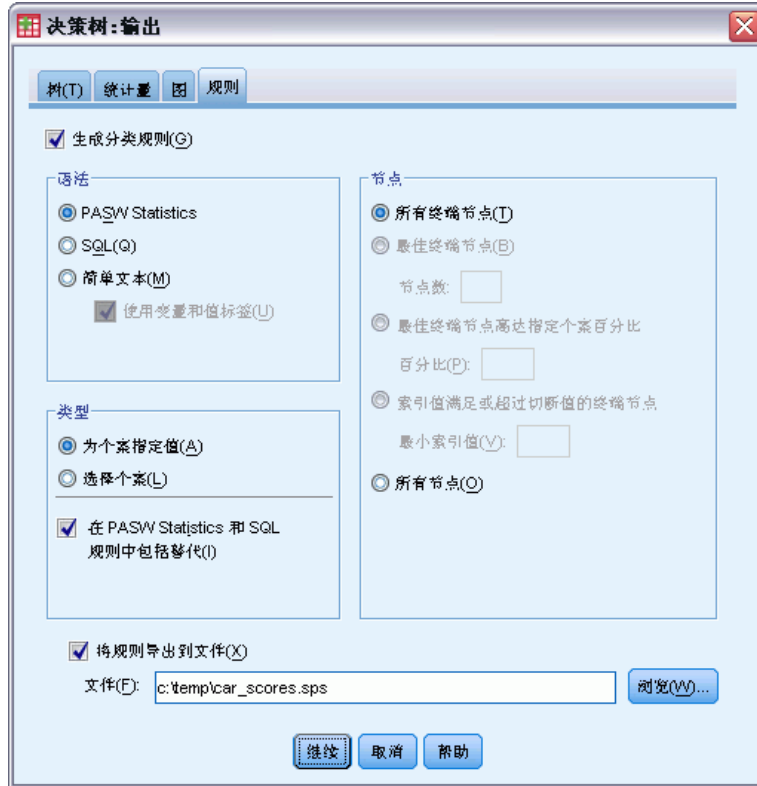 决策树:输出
树(T) 统计量 图 规则
生成分类规则(G)
语法
PASW Statistics
SQL(Q)
简单文本(M)
使用变量和值标签(U)
类型
为个案指定值(A)
选择个案(L)
在 PASW Statistics 和 SQL
规则中包括替代(I)
节点
所有终端节点(T)
最佳终端节点(B)
节点数:
最佳终端节点高达指定个案百分比
百分比(P):
索引值满足或超过切断值的终端节点
最小索引值(V):
所有节点(O)
将规则导出到文件(X)
文件(F): c:\temp\car_scores.sps 浏览(W)...
继续 取消 帮助